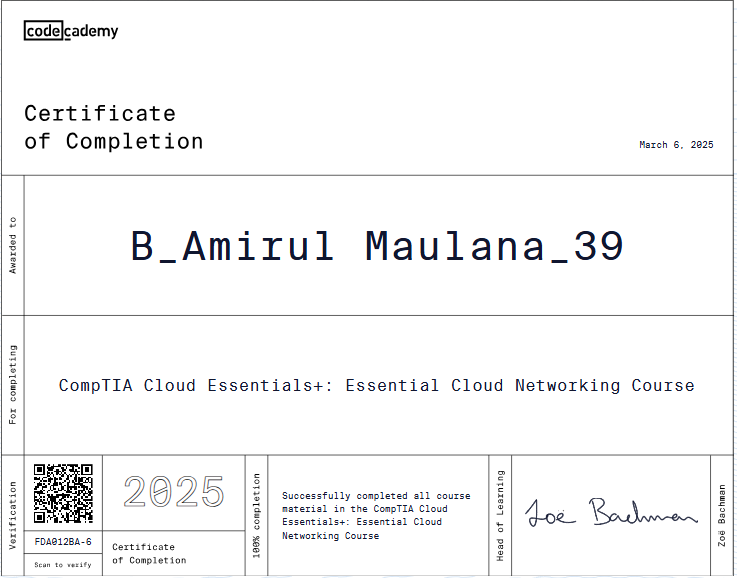 codecademy
Certificate
of Completion
March 6, 2025
Awarded to
B_Amirul Maulana_39
For completing
CompTIA Cloud Essentials+: Essential Cloud Networking Course
Verification
FDA012BA-6
Scan to verify
2025
Certificate
of Completion
100% completion
Successfully completed all course
material in the CompTIA Cloud
Essentials+: Essential Cloud
Networking Course
Head of Learning
Zoë Bachman
Zoë Bachman